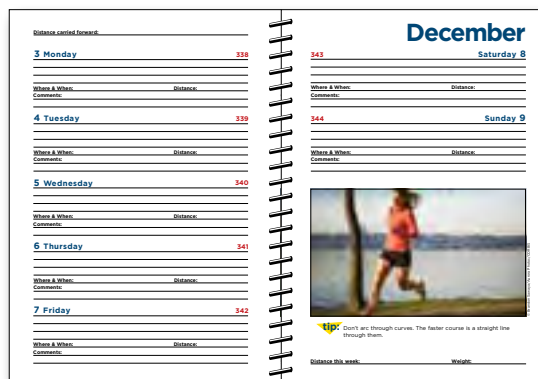 Distance carried forward:
3 Monday 338
Where & When: Distance:
Comments:
4 Tuesday 339
Where & When: Distance:
Comments:
5 Wednesday 340
Where & When: Distance:
Comments:
6 Thursday 341
Where & When: Distance:
Comments:
7 Friday 342
Where & When: Distance:
Comments:
December
343 Saturday 8
Where & When: Distance:
Comments:
344 Sunday 9
Where & When: Distance:
Comments:
tip: Don't arc through curves. The faster course is a straight line
through them.
Distance this week: Weight: